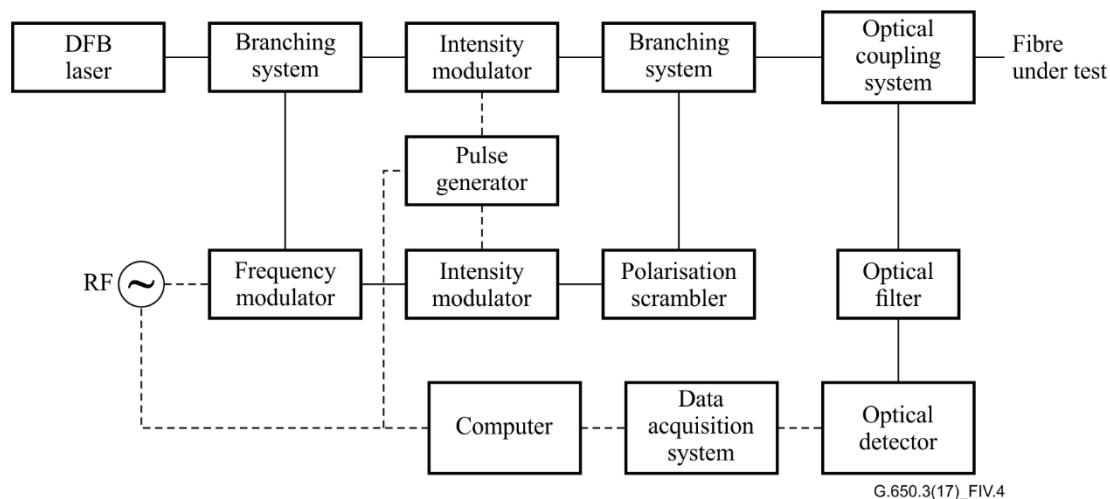 DFB
laser
Branching
system
Intensity
modulator
Branching
system
Optical
coupling
system
Fibre
under test
Pulse
generator
RF
~
Frequency
modulator
Intensity
modulator
Polarisation
scrambler
Optical
filter
Computer
Data
acquisition
system
Optical
detector
G.650.3(17)_FIV.4